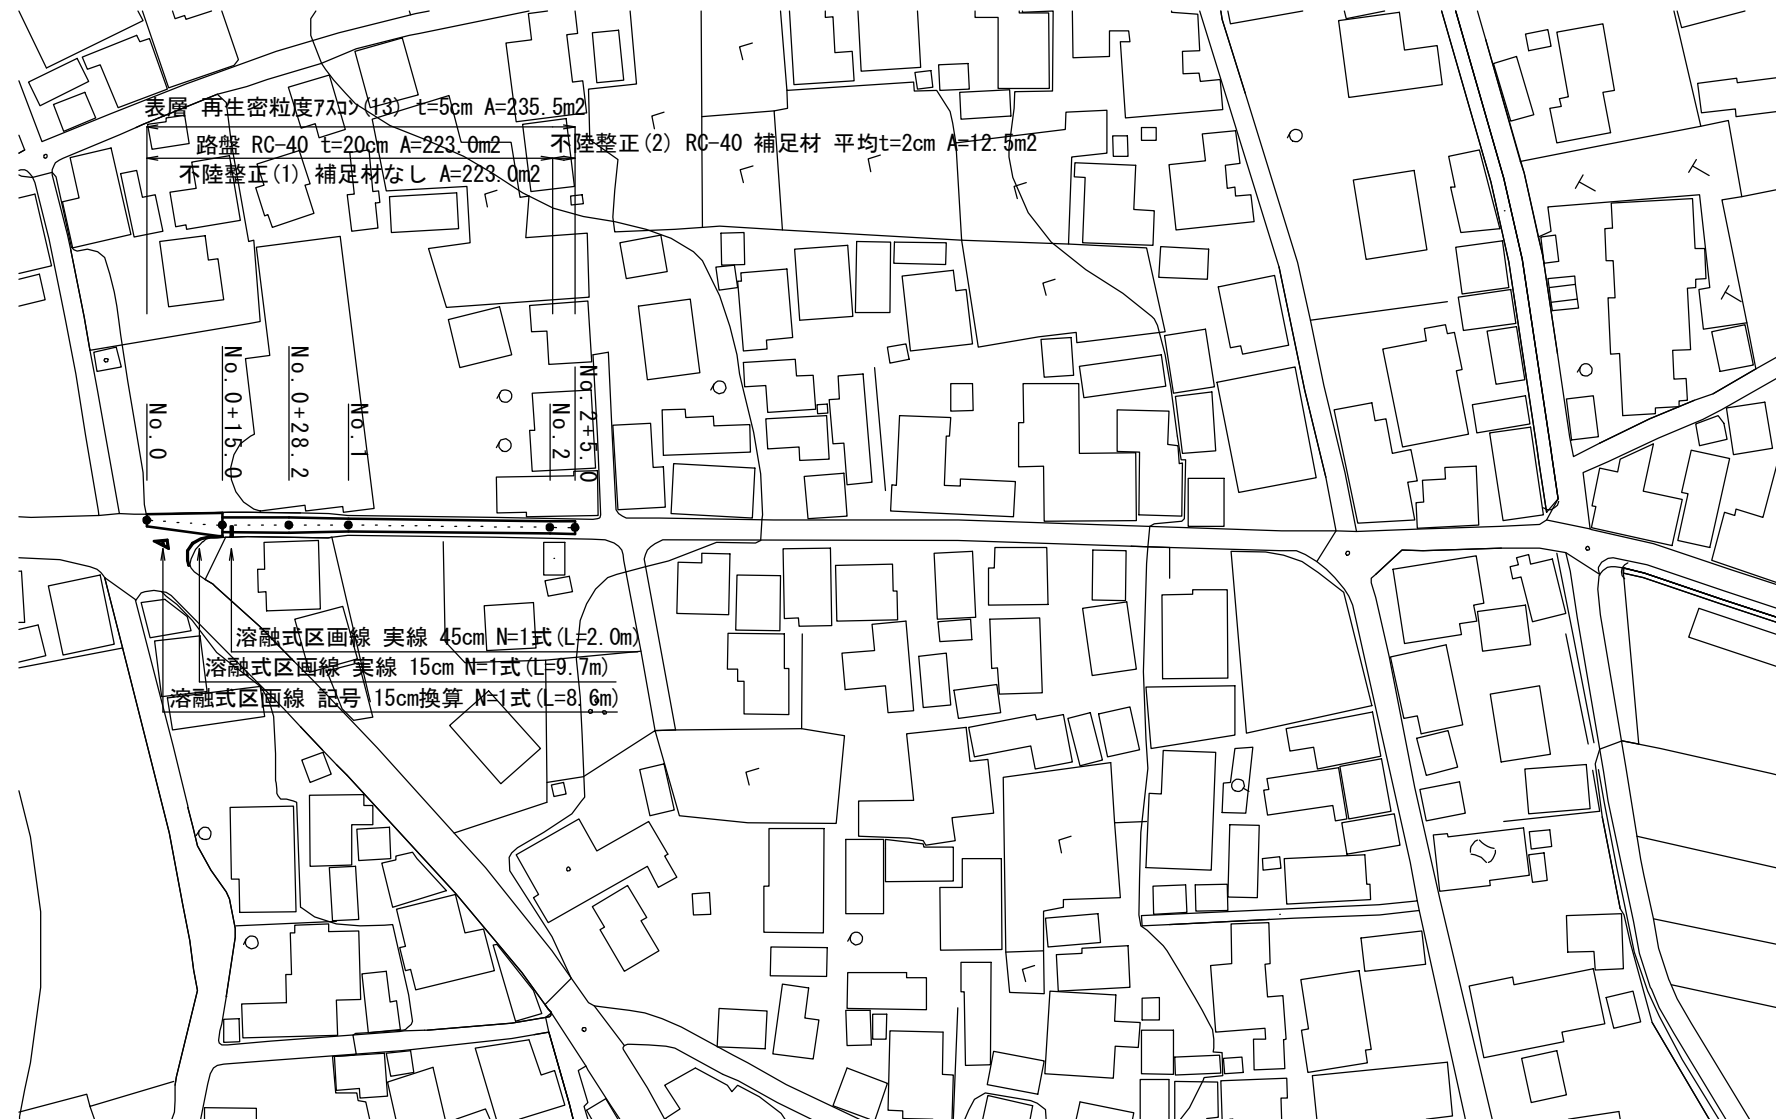 表層 再生密粒度ｱｽｺﾝ(13) t=5cm A=235.5m2
路盤 RC-40 t=20cm A=223.0m2
不陸整正(2) RC-40 補足材 平均t=2cm A=12.5m2
不陸整正(1) 補足材なし A=223.0m2
No.0
No.0+15.0
No.0+28.2
No.1
No.2
No.2+5.0
溶融式区画線 実線 45cm N=1式(L=2.0m)
溶融式区画線 実線 15cm N=1式(L=9.7m)
溶融式区画線 記号 15cm換算 N=1式(L=8.6m)